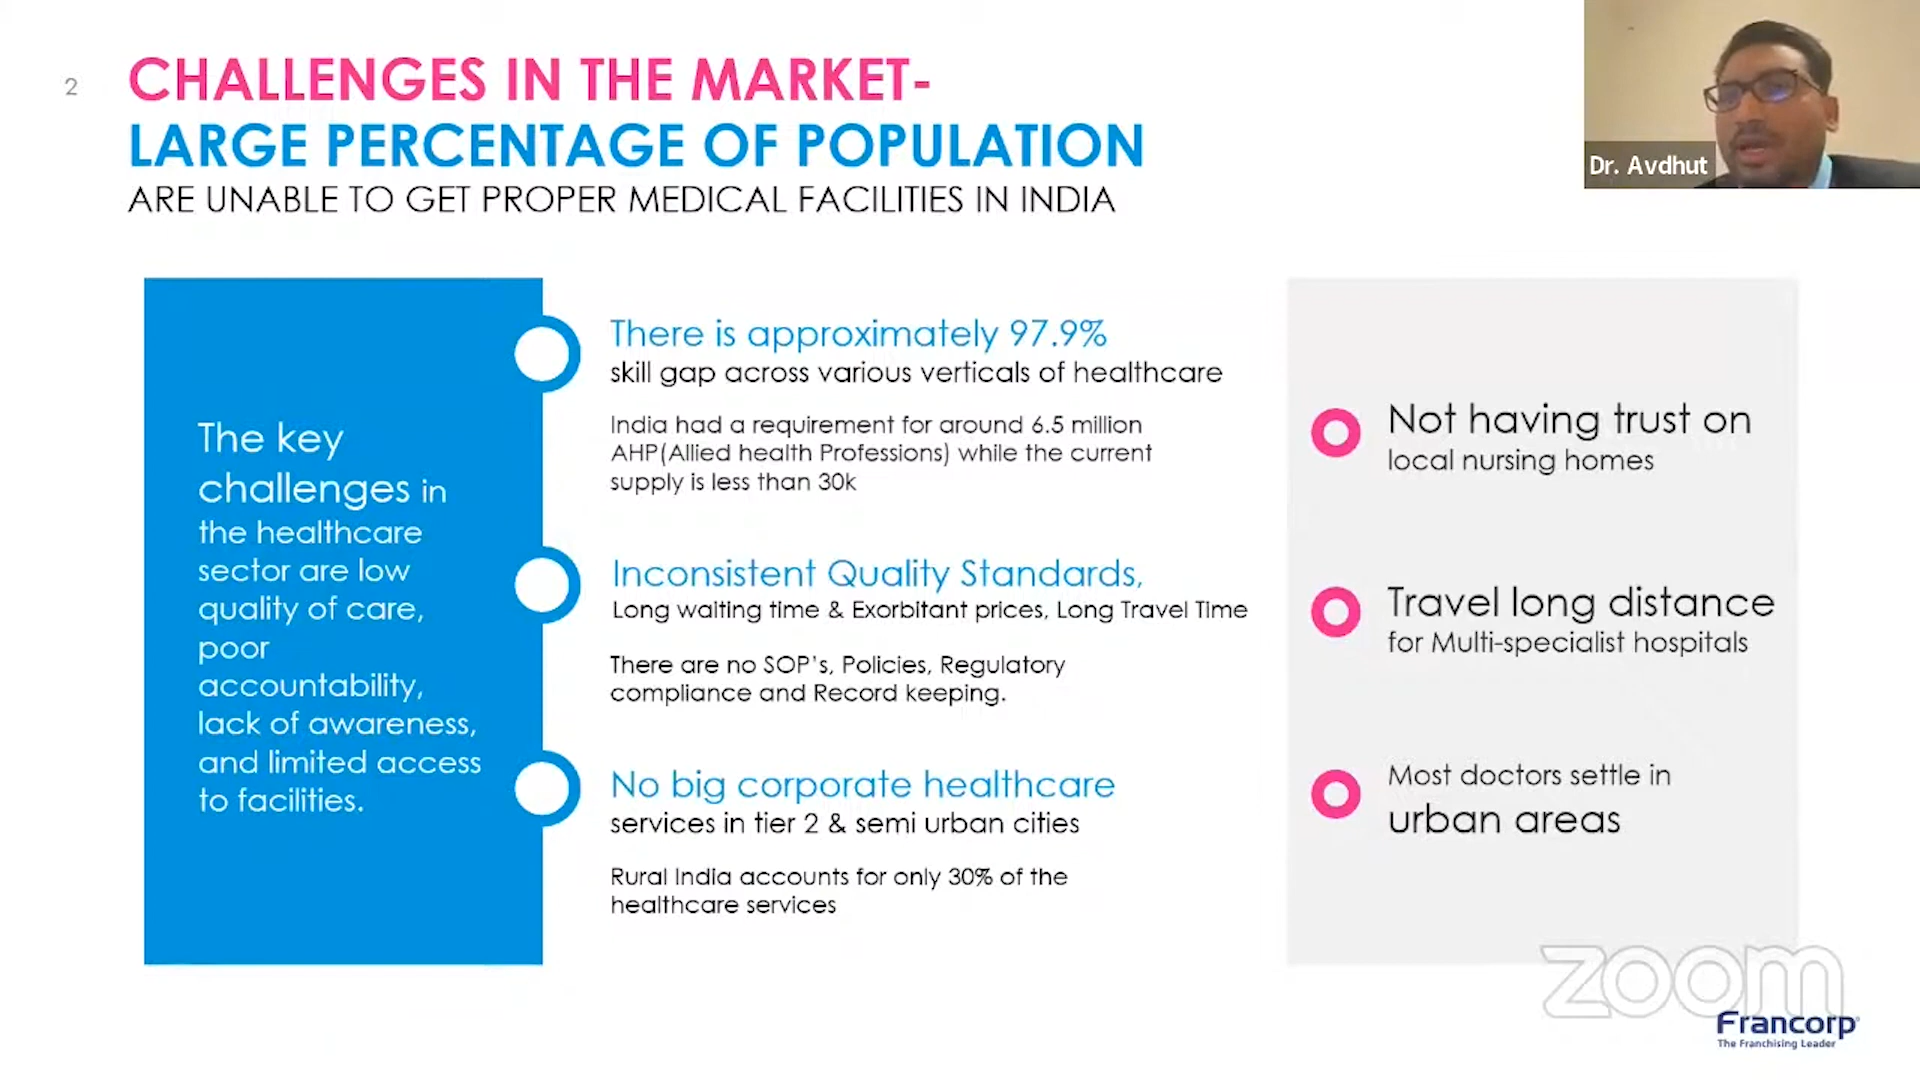 2
CHALLENGES IN THE MARKET-
LARGE PERCENTAGE OF POPULATION
ARE UNABLE TO GET PROPER MEDICAL FACILITIES IN INDIA
Dr. Avdhut
The key
challenges in
the healthcare
sector are low
quality of care,
poor
accountability,
lack of awareness,
and limited access
to facilities.
There is approximately 97.9%
skill gap across various verticals of healthcare
India had a requirement for around 6.5 million
AHP(Allied health Professions) while the current
supply is less than 30k
Inconsistent Quality Standards,
Long waiting time & Exorbitant prices, Long Travel Time
There are no SOP's, Policies, Regulatory
compliance and Record keeping.
No big corporate healthcare
services in tier 2 & semi urban cities
Rural India accounts for only 30% of the
healthcare services
Not having trust on
local nursing homes
Travel long distance
for Multi-specialist hospitals
Most doctors settle in
urban areas
zoom
Francorp
The Franchising Leader